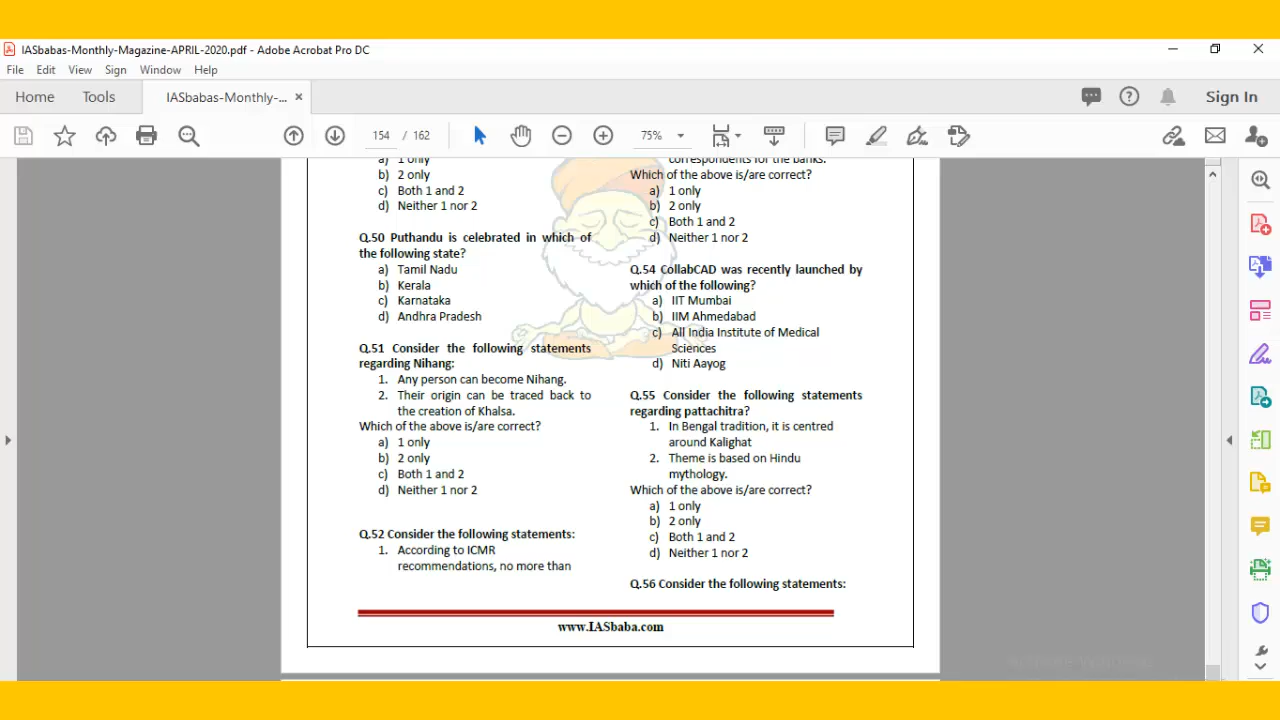 IASbabas-Monthly-Magazine-APRIL-2020.pdf - Adobe Acrobat Pro DC
File Edit View Sign Window Help
Home Tools IASbabas-Monthly-... × Sign In
154 / 162 75%
a) 1 only
b) 2 only
c) Both 1 and 2
d) Neither 1 nor 2
Q.50 Puthandu is celebrated in which of
the following state?
a) Tamil Nadu
b) Kerala
c) Karnataka
d) Andhra Pradesh
Q.51 Consider the following statements
regarding Nihang:
1. Any person can become Nihang.
2. Their origin can be traced back to
the creation of Khalsa.
Which of the above is/are correct?
a) 1 only
b) 2 only
c) Both 1 and 2
d) Neither 1 nor 2
Q.52 Consider the following statements:
1. According to ICMR
recommendations, no more than
correspondents for the banks.
Which of the above is/are correct?
a) 1 only
b) 2 only
c) Both 1 and 2
d) Neither 1 nor 2
Q.54 CollabCAD was recently launched by
which of the following?
a) IIT Mumbai
b) IIM Ahmedabad
c) All India Institute of Medical
Sciences
d) Niti Aayog
Q.55 Consider the following statements
regarding pattachitra?
1. In Bengal tradition, it is centred
around Kalighat
2. Theme is based on Hindu
mythology.
Which of the above is/are correct?
a) 1 only
b) 2 only
c) Both 1 and 2
d) Neither 1 nor 2
Q.56 Consider the following statements:
www.IASbaba.com